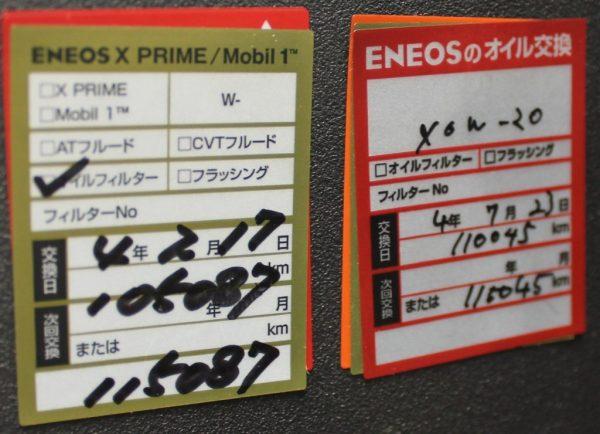 ENEOS X PRIME/Mobil 1™
□X PRIME
□Mobil 1™
W-
□ATフルード
□CVTフルード
イルフィルター
□フラッシング
フィルターNo
交換日
4年2月17日
105087 km
次回交換
年 月
または km
115087
ENEOSのオイル交換
W-20
□オイルフィルター
□フラッシング
フィルターNo
交換日
4年7月23日
110045 km
次回交換
年 月
または 115045 km